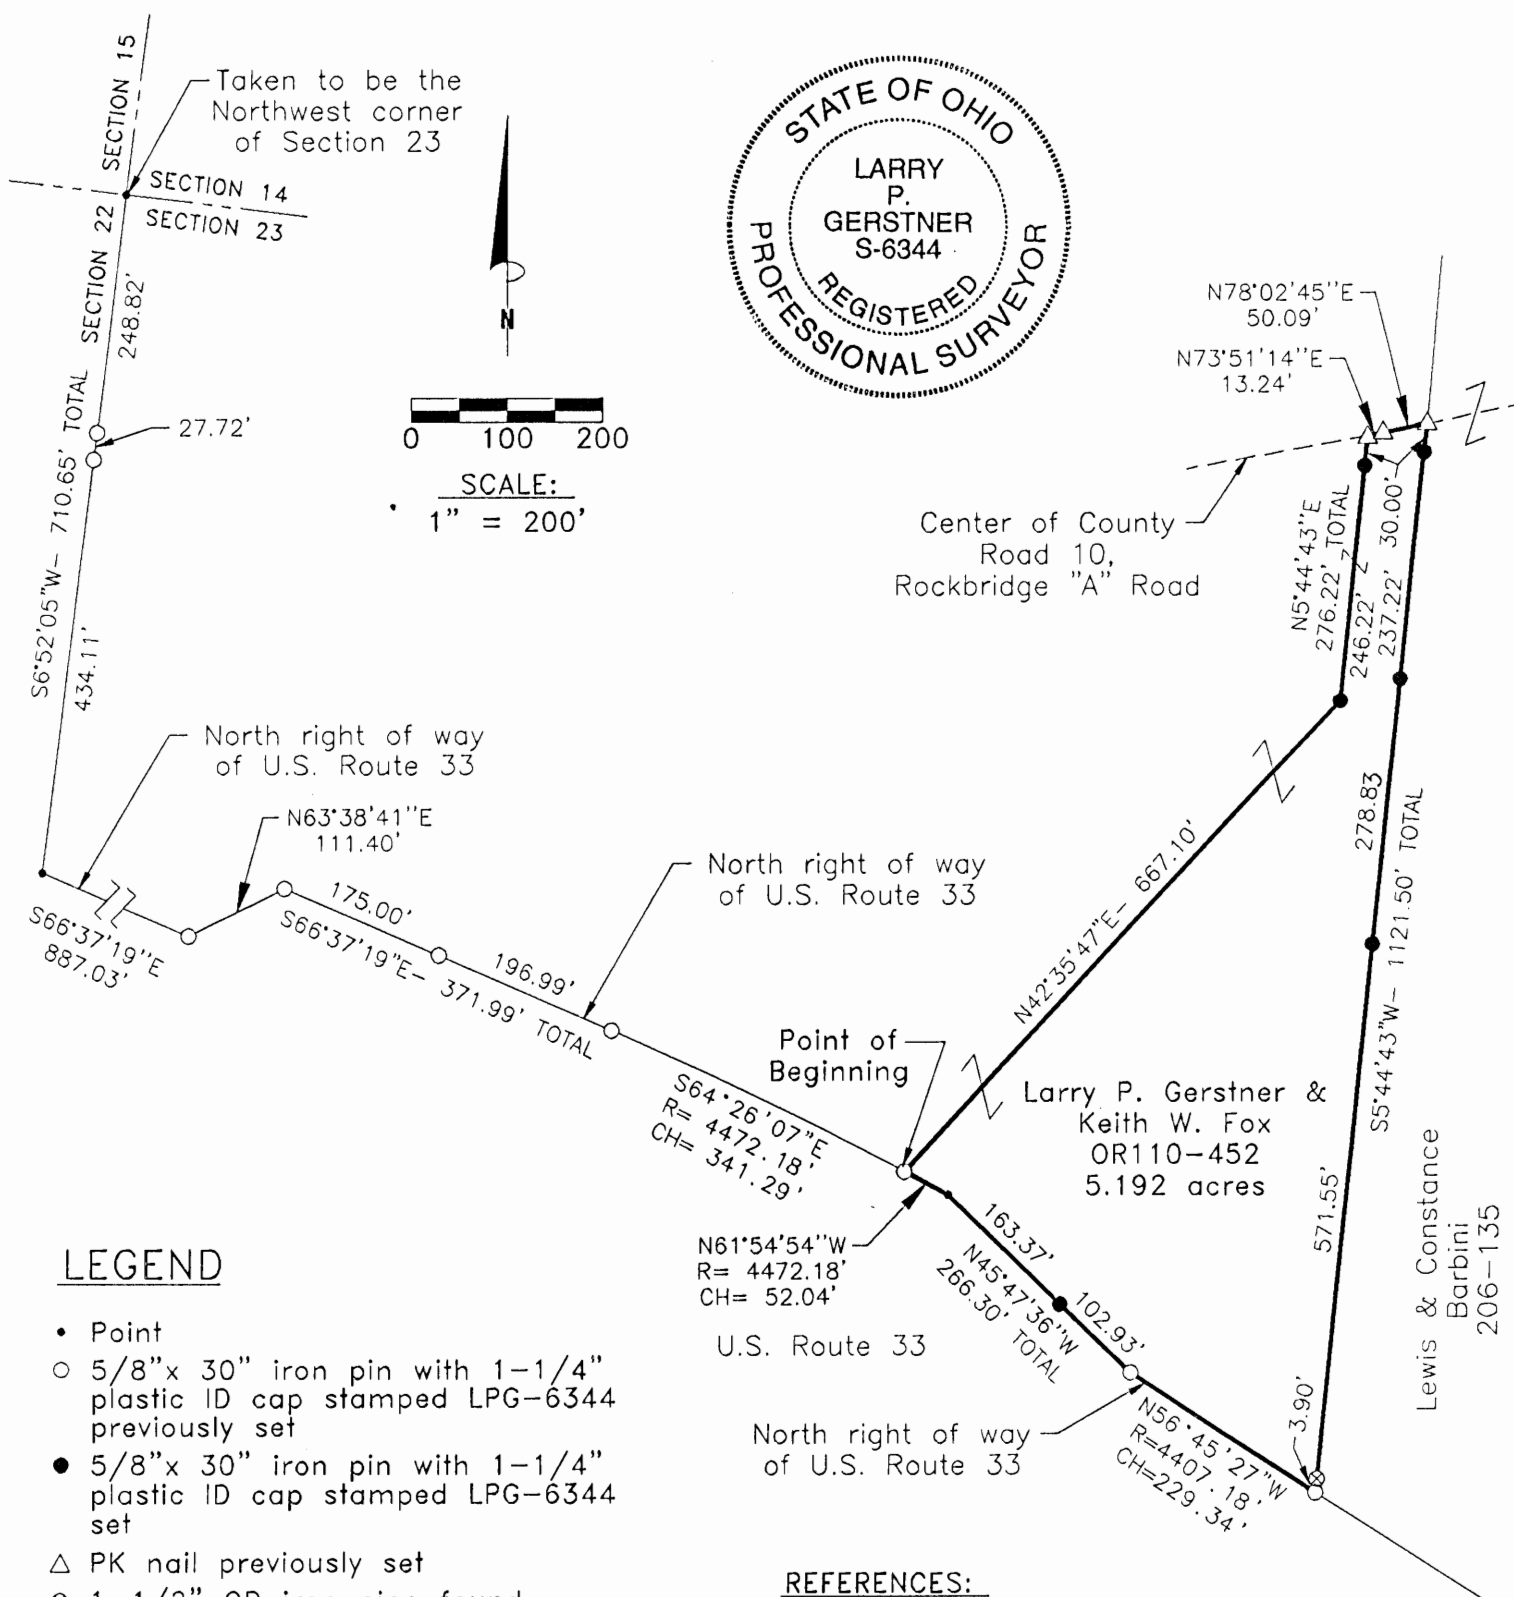 SECTION 15
Taken to be the
Northwest corner
of Section 23
SECTION 14
SECTION 23
SECTION 22
248.82'
27.72'
S6°52'05"W- 710.65' TOTAL
434.11'
N
0 100 200
SCALE:
1" = 200'
STATE OF OHIO
LARRY
P.
GERSTNER
S-6344
REGISTERED
PROFESSIONAL SURVEYOR
N78°02'45"E
50.09'
N73°51'14"E
13.24'
Center of County
Road 10,
Rockbridge "A" Road
N5°44'43"E
276.22' TOTAL
246.22'
237.22'
30.00'
North right of way
of U.S. Route 33
N63°38'41"E
111.40'
S66°37'19"E
887.03'
175.00'
196.99'
S66°37'19"E- 371.99' TOTAL
North right of way
of U.S. Route 33
N42°35'47"E- 667.10'
278.83
S5°44'43"W- 1121.50' TOTAL
571.55'
Point of
Beginning
S64°26'07"E
R= 4472.18'
CH= 341.29'
Larry P. Gerstner &
Keith W. Fox
OR110-452
5.192 acres
Lewis & Constance
Barbini
206-135
N61°54'54"W
R= 4472.18'
CH= 52.04'
163.37'
N45°47'36"W
266.30' TOTAL
102.93'
U.S. Route 33
North right of way
of U.S. Route 33
N56°45'27"W
R=4407.18'
CH=229.34'
3.90'
LEGEND
Point
5/8"x 30" iron pin with 1-1/4"
plastic ID cap stamped LPG-6344
previously set
5/8"x 30" iron pin with 1-1/4"
plastic ID cap stamped LPG-6344
set
PK nail previously set
REFERENCES: